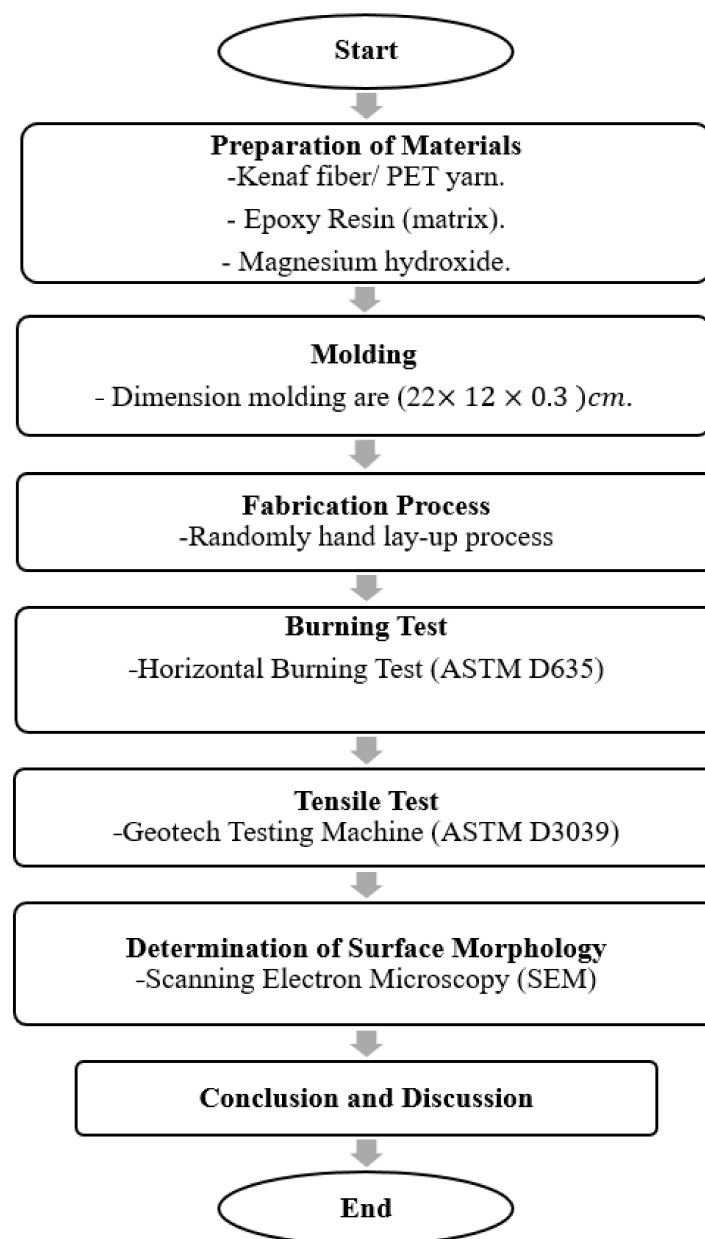 Start
Preparation of Materials
-Kenaf fiber/ PET yarn.
- Epoxy Resin (matrix).
- Magnesium hydroxide.
Molding
- Dimension molding are (22× 12 × 0.3 )cm.
Fabrication Process
-Randomly hand lay-up process
Burning Test
-Horizontal Burning Test (ASTM D635)
Tensile Test
-Geotech Testing Machine (ASTM D3039)
Determination of Surface Morphology
-Scanning Electron Microscopy (SEM)
Conclusion and Discussion
End